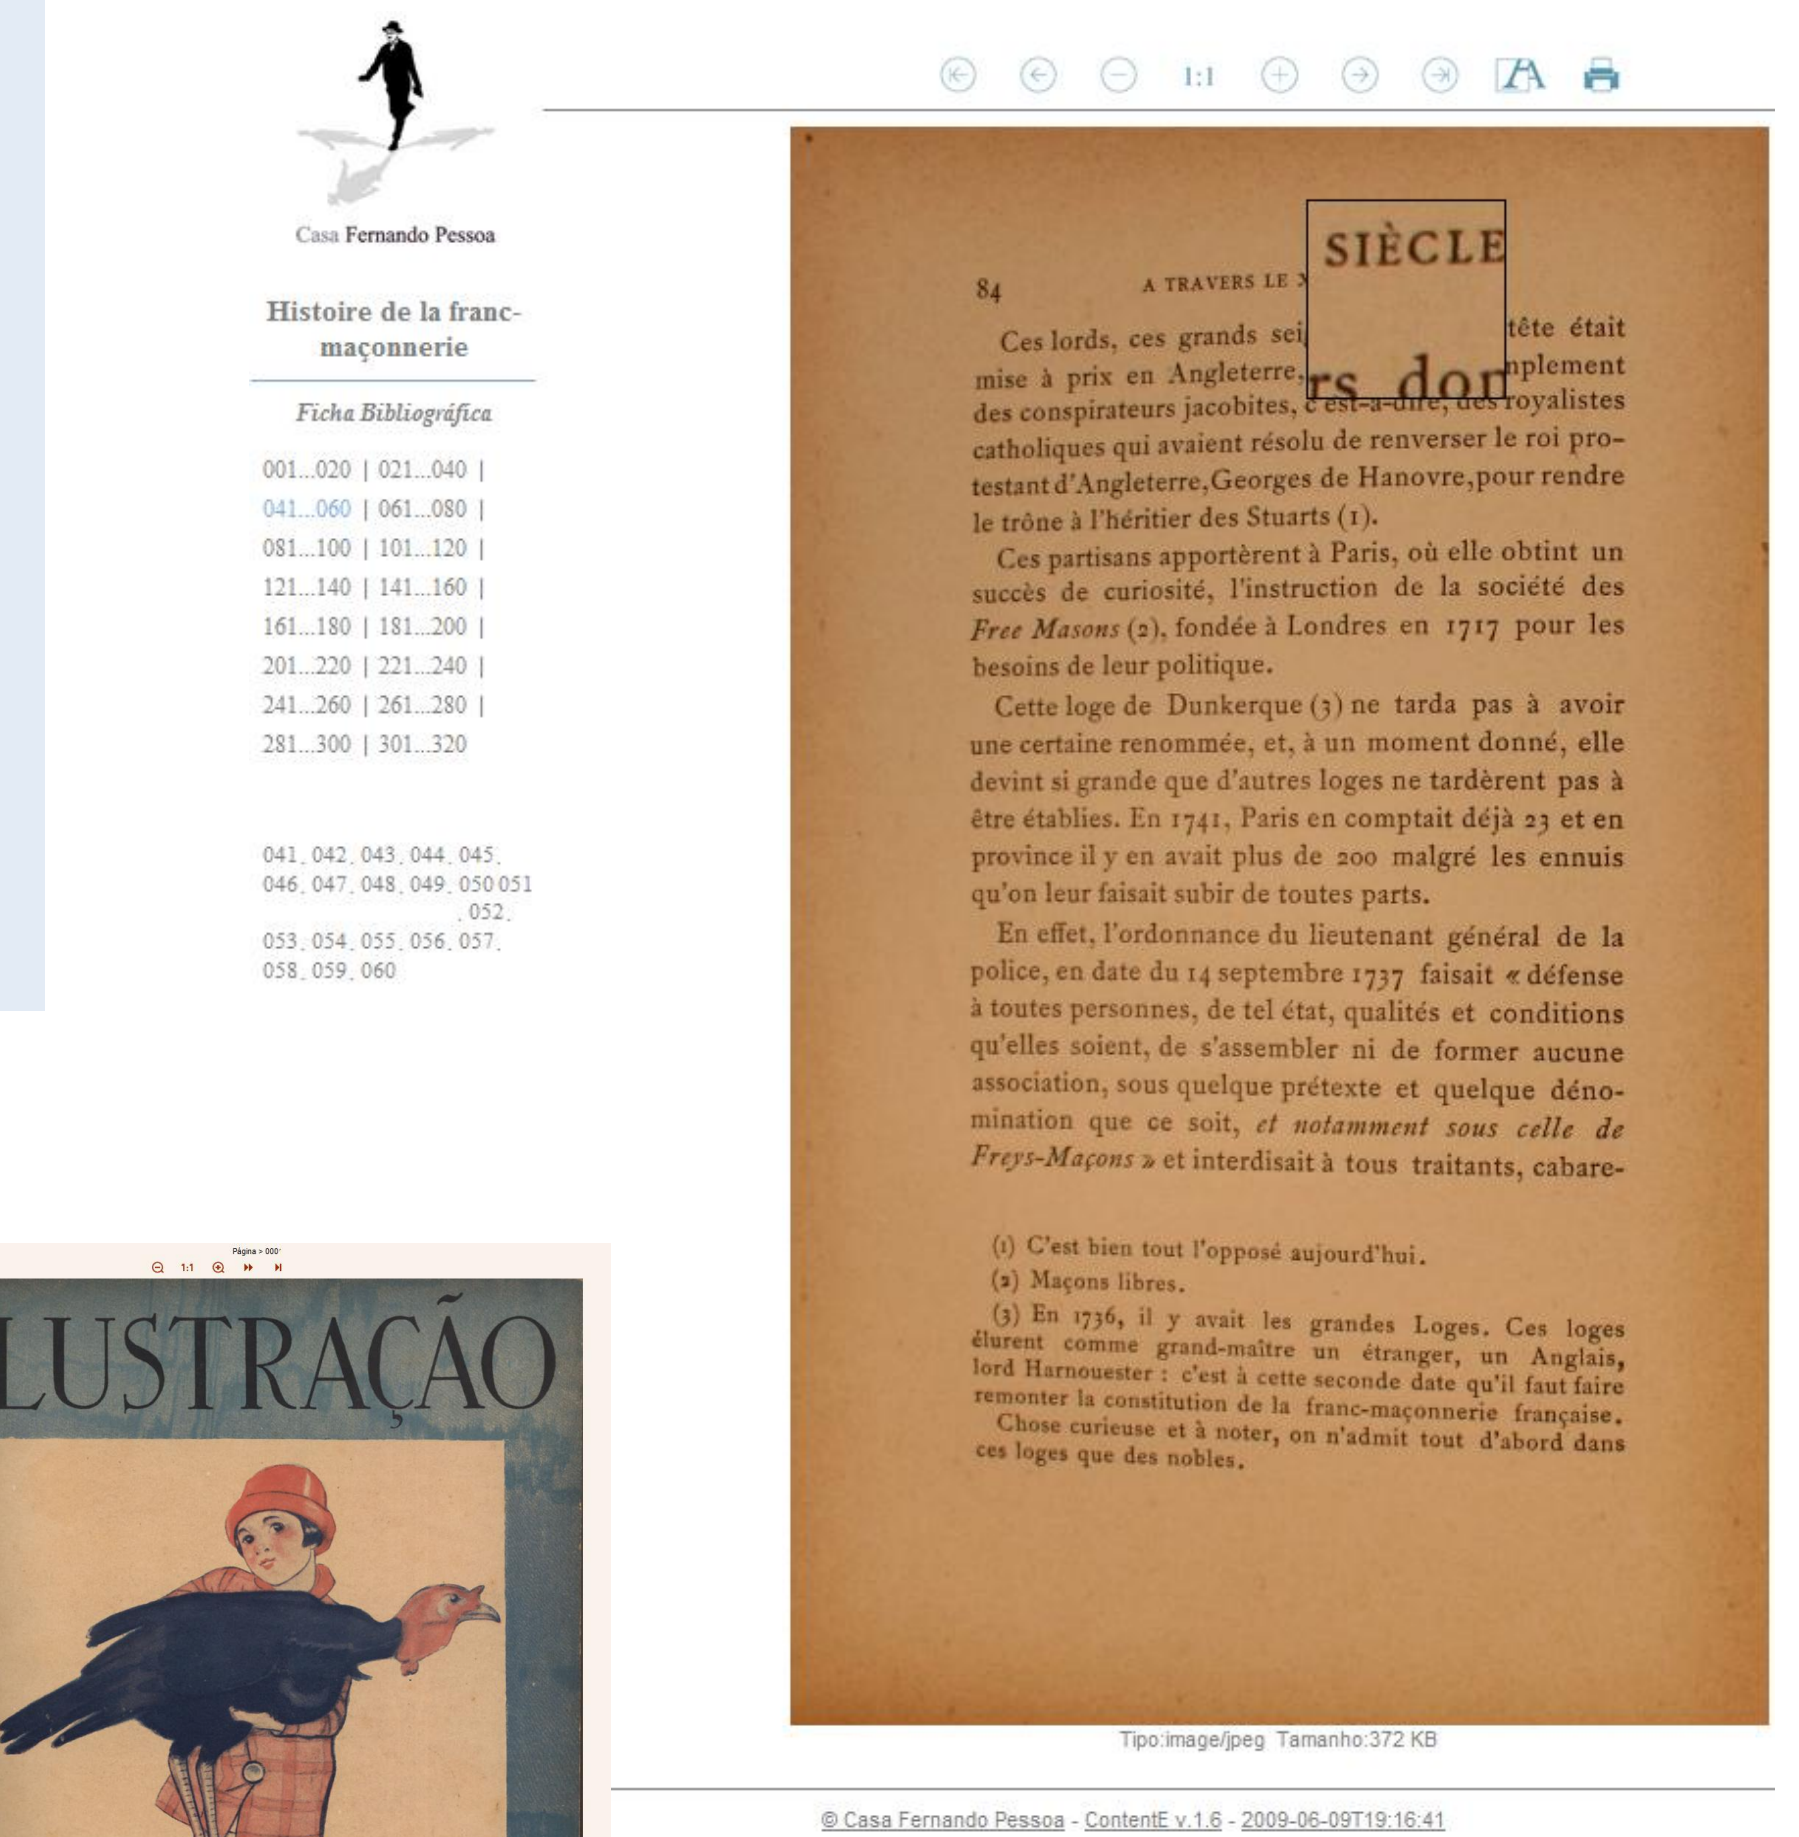 Casa Fernando Pessoa
Histoire de la franc-
maçonnerie
Ficha Bibliográfica
001...020 | 021...040 |
041...060 | 061...080 |
081...100 | 101...120 |
121...140 | 141...160 |
161...180 | 181...200 |
201...220 | 221...240 |
241...260 | 261...280 |
281...300 | 301...320
041. 042. 043. 044. 045.
046. 047. 048. 049. 050 051
. 052.
053. 054. 055. 056. 057.
058. 059. 060
1:1
SIÈCLE
84 A TRAVERS LE
Ces lords, ces grands sei tête était
mise à prix en Angleterre, rs don nplement
des conspirateurs jacobites, c'est-à-dire, des royalistes
catholiques qui avaient résolu de renverser le roi pro-
testant d'Angleterre, Georges de Hanovre, pour rendre
le trône à l'héritier des Stuarts (1).
Ces partisans apportèrent à Paris, où elle obtint un
succès de curiosité, l'instruction de la société des
Free Masons (2), fondée à Londres en 1717 pour les
besoins de leur politique.
Cette loge de Dunkerque (3) ne tarda pas à avoir
une certaine renommée, et, à un moment donné, elle
devint si grande que d'autres loges ne tardèrent pas à
être établies. En 1741, Paris en comptait déjà 23 et en
province il y en avait plus de 200 malgré les ennuis
qu'on leur faisait subir de toutes parts.
En effet, l'ordonnance du lieutenant général de la
police, en date du 14 septembre 1737 faisait « défense
à toutes personnes, de tel état, qualités et conditions
qu'elles soient, de s'assembler ni de former aucune
association, sous quelque prétexte et quelque déno-
mination que ce soit, et notamment sous celle de
Freys-Maçons » et interdisait à tous traitants, cabare-
(1) C'est bien tout l'opposé aujourd'hui.
(2) Maçons libres.
(3) En 1736, il y avait les grandes Loges. Ces loges
élurent comme grand-maître un étranger, un Anglais,
lord Harnouester : c'est à cette seconde date qu'il faut faire
remonter la constitution de la franc-maçonnerie française.
Chose curieuse et à noter, on n'admit tout d'abord dans
ces loges que des nobles.
Tipo:image/jpeg Tamanho:372 KB
© Casa Fernando Pessoa - ContentE v.1.6 - 2009-06-09T19:16:41
Página > 000
1:1
LUSTRAÇÃO